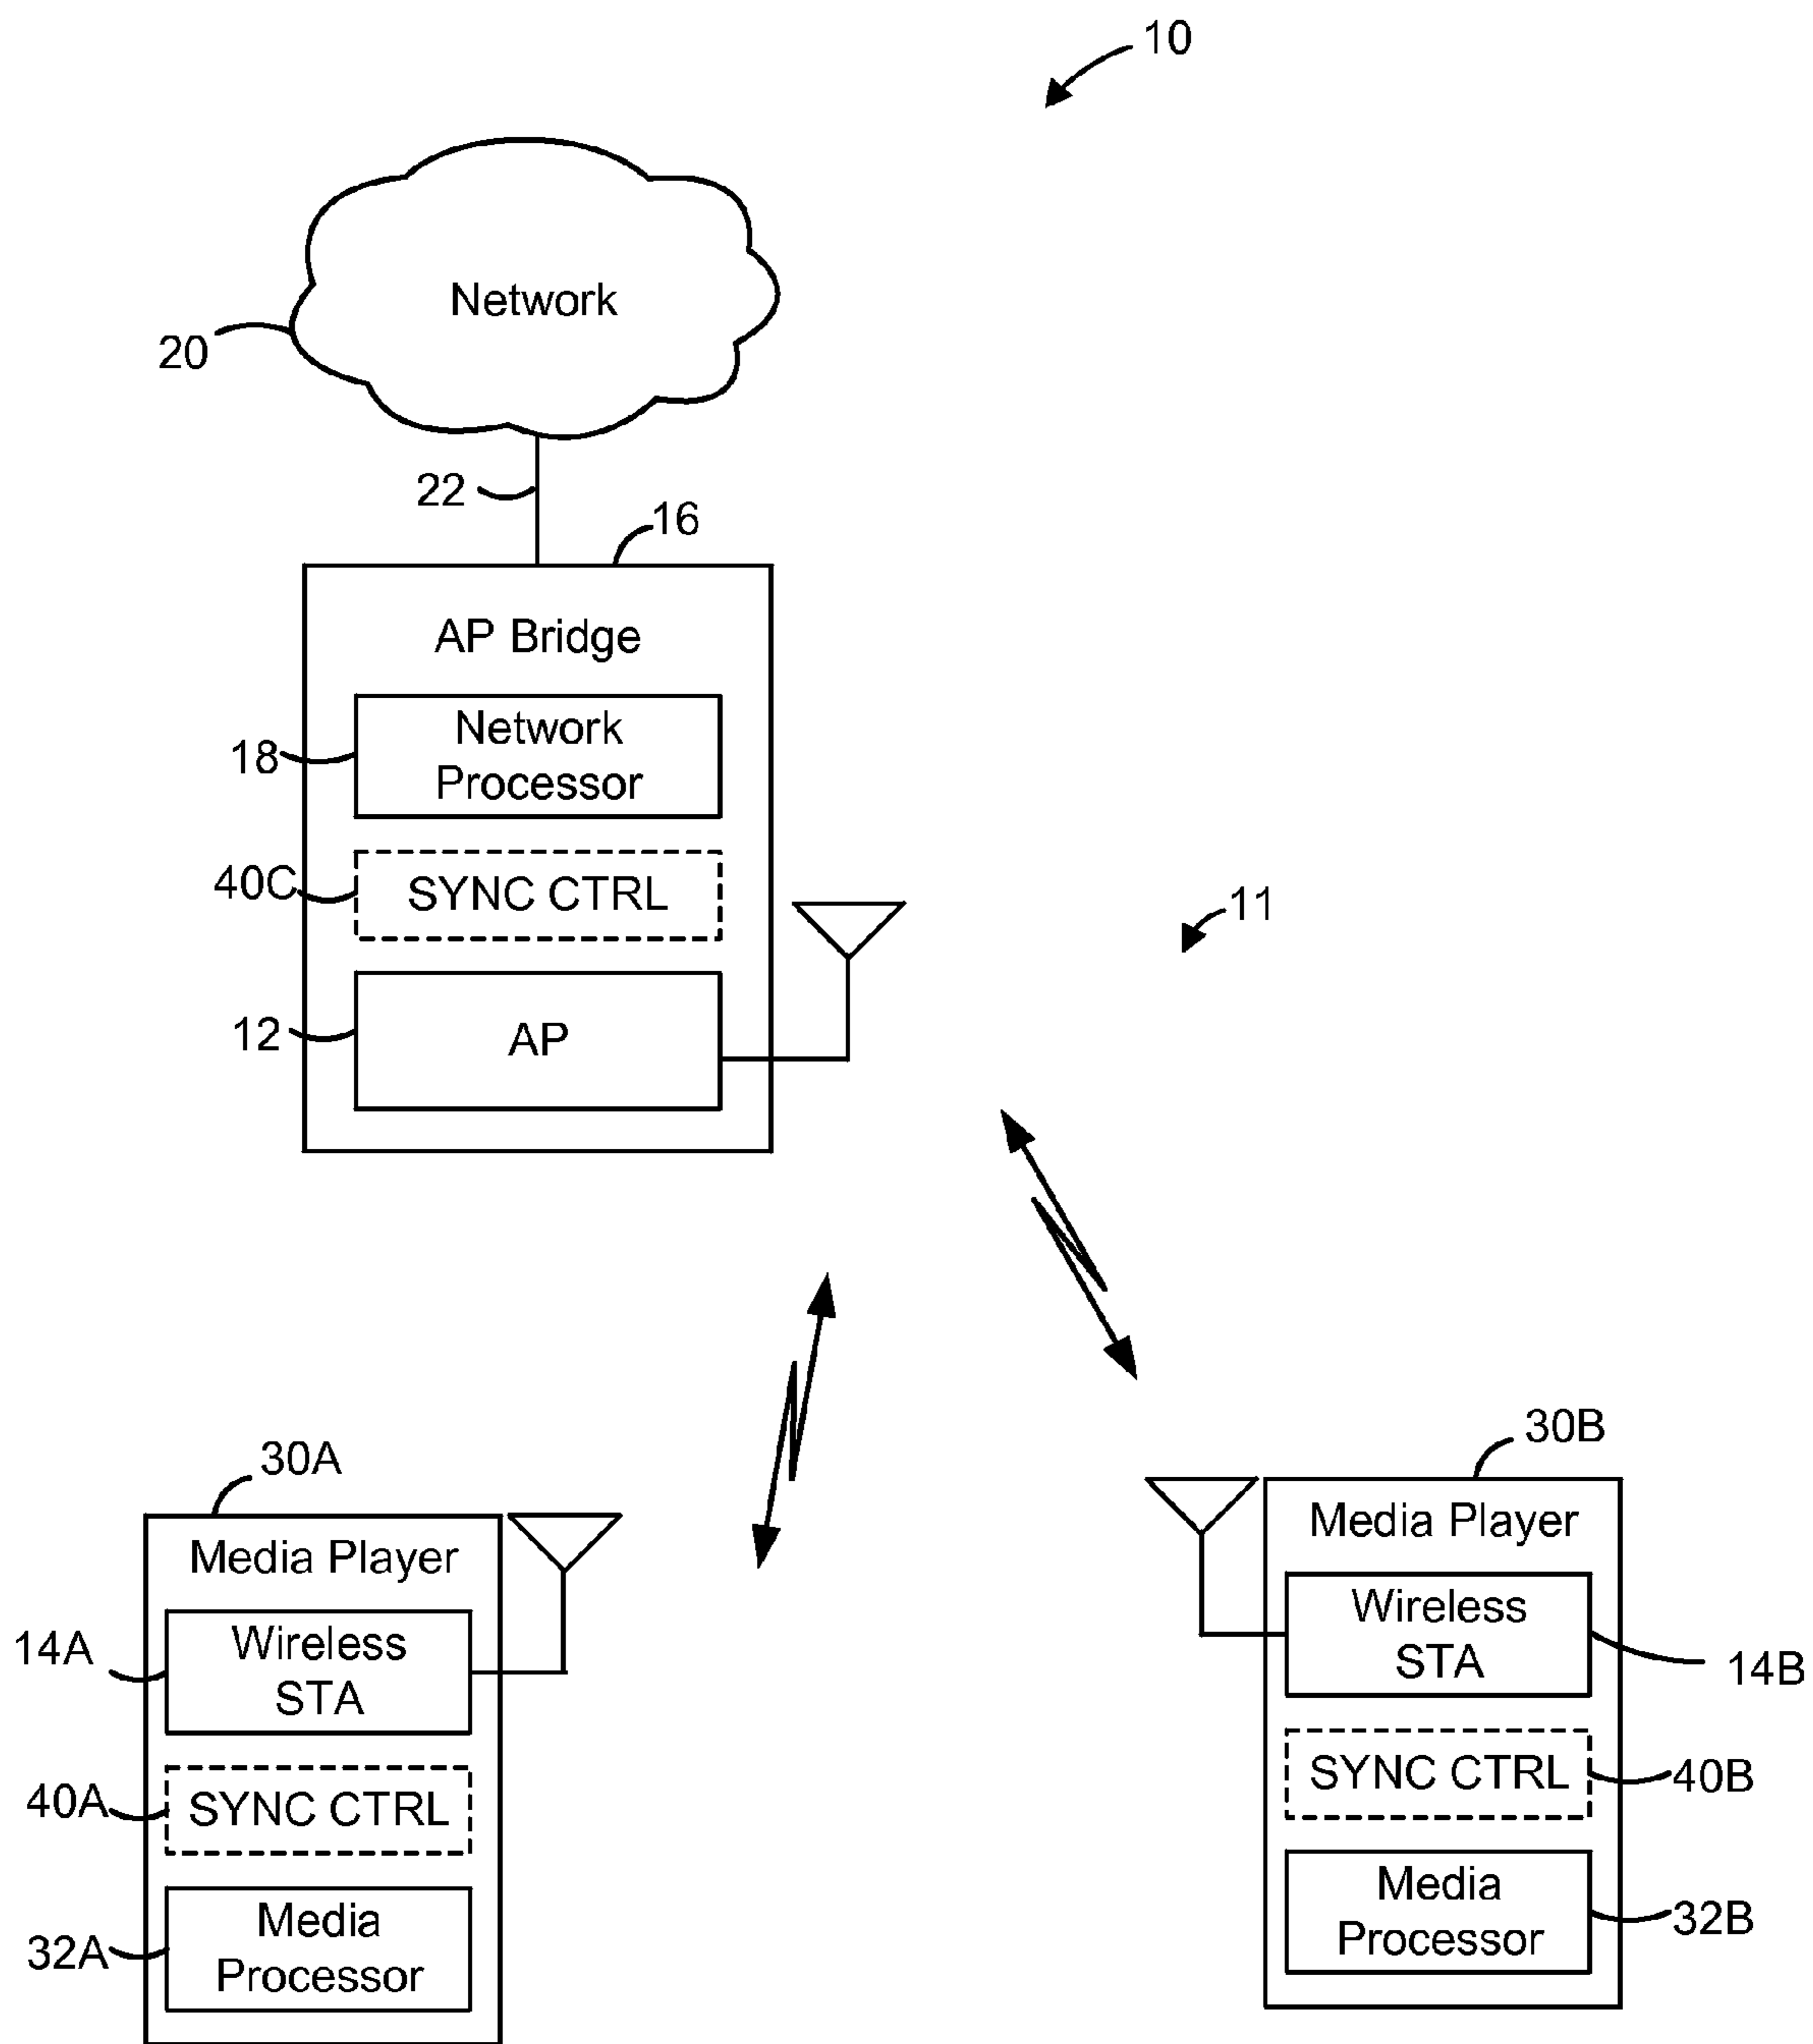 10
Network
20
22
16
AP Bridge
Network
Processor
18
40C
SYNC CTRL
11
12
AP
30A
30B
Media Player
Media Player
14A
Wireless
STA
Wireless
STA
14B
40A
SYNC CTRL
SYNC CTRL
40B
32A
Media
Processor
Media
Processor
32B